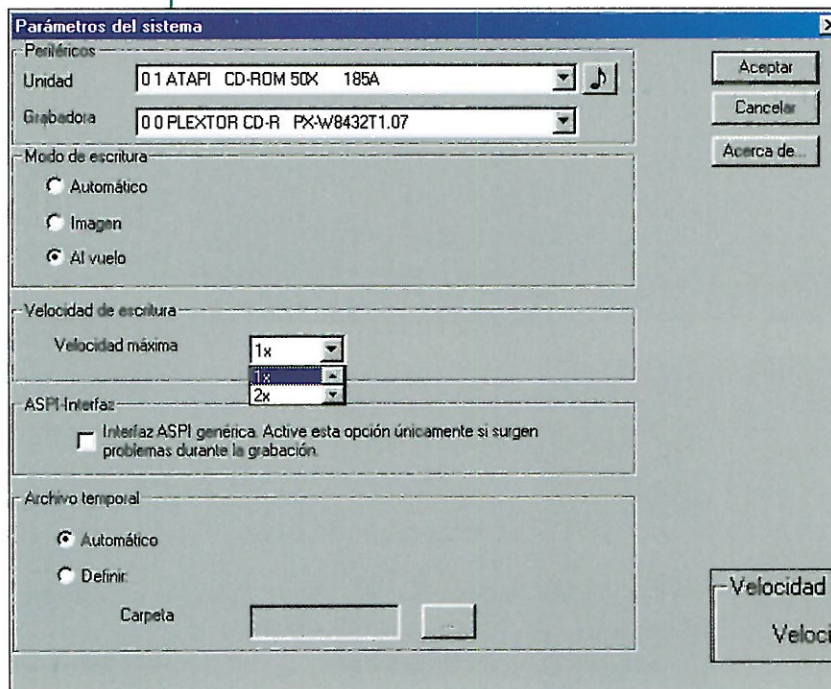 Parámetros del sistema
Periféricos
Unidad
0 1 ATAPI CD-ROM 50X 185A
Grabadora
0 0 PLEXTOR CD-R PX-W8432T1.07
Aceptar
Cancelar
Acerca de...
Modo de escritura
Automático
Imagen
Al vuelo
Velocidad de escritura
Velocidad máxima
1x
1x
2x
ASPI-Interfaz
Interfaz ASPI genérica. Active esta opción únicamente si surgen
problemas durante la grabación.
Archivo temporal
Automático
Definir:
Carpeta
...
Velocidad
Veloci